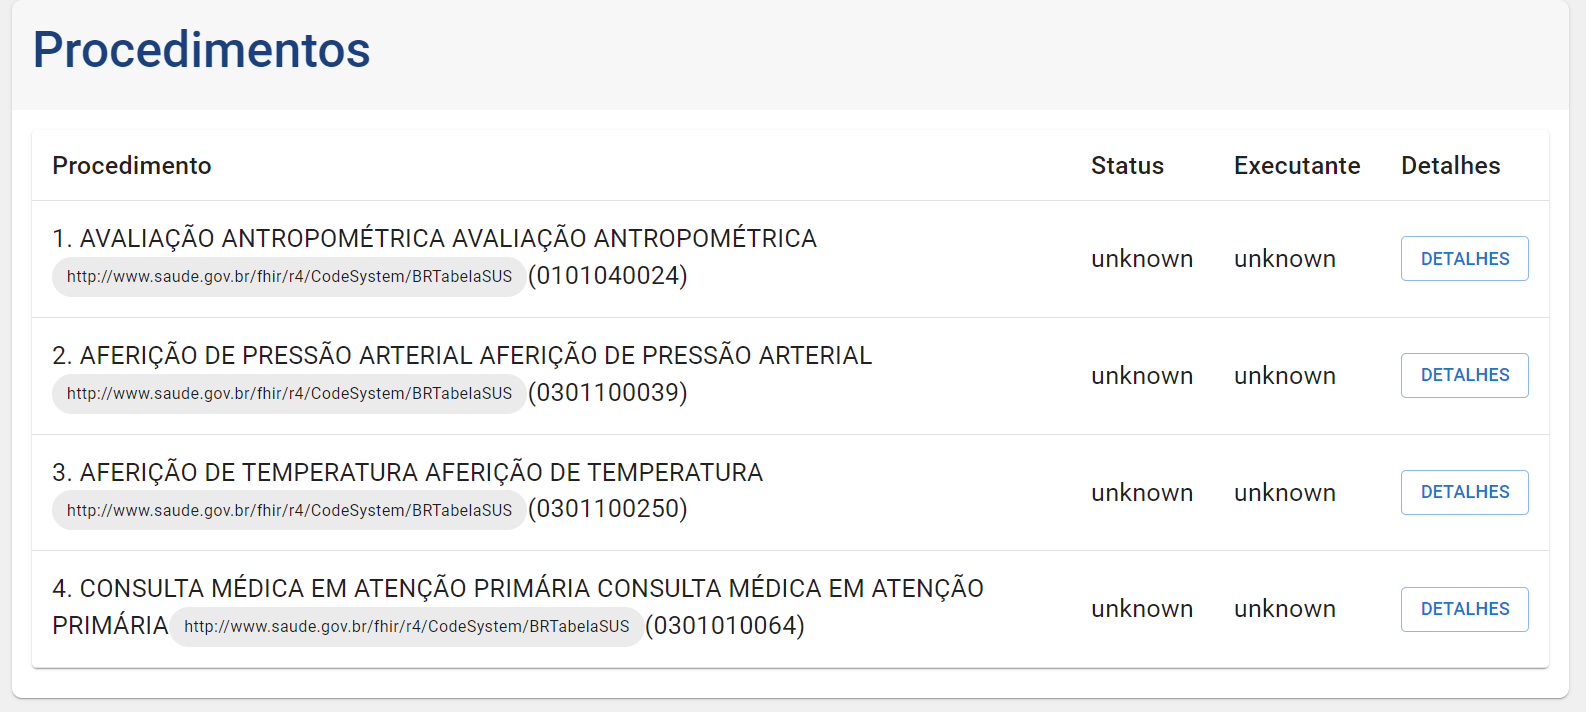 Procedimentos
Procedimento Status Executante Detalhes
1. AVALIAÇÃO ANTROPOMÉTRICA AVALIAÇÃO ANTROPOMÉTRICA
http://www.saude.gov.br/fhir/r4/CodeSystem/BRTabelaSUS (0101040024)
unknown unknown DETALHES
2. AFERIÇÃO DE PRESSÃO ARTERIAL AFERIÇÃO DE PRESSÃO ARTERIAL
http://www.saude.gov.br/fhir/r4/CodeSystem/BRTabelaSUS (0301100039)
unknown unknown DETALHES
3. AFERIÇÃO DE TEMPERATURA AFERIÇÃO DE TEMPERATURA
http://www.saude.gov.br/fhir/r4/CodeSystem/BRTabelaSUS (0301100250)
unknown unknown DETALHES
4. CONSULTA MÉDICA EM ATENÇÃO PRIMÁRIA CONSULTA MÉDICA EM ATENÇÃO
PRIMÁRIA http://www.saude.gov.br/fhir/r4/CodeSystem/BRTabelaSUS (0301010064)
unknown unknown DETALHES